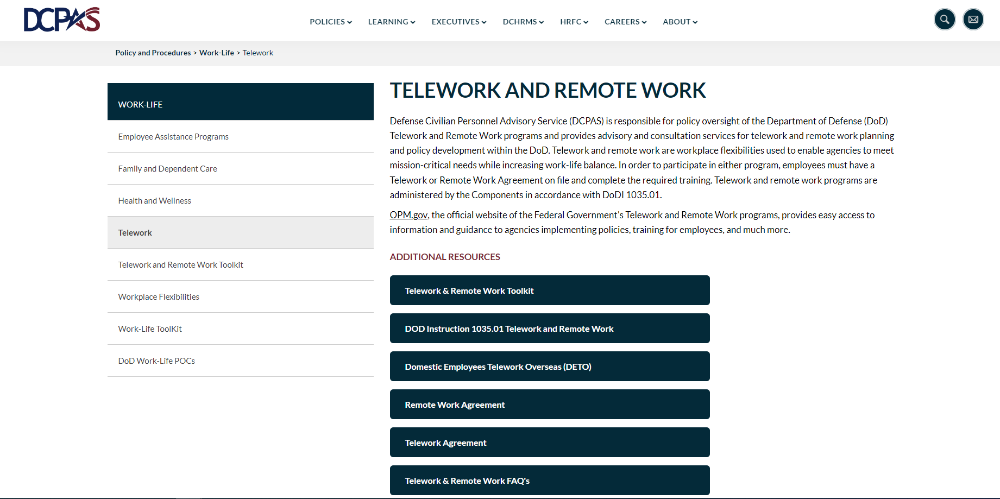 DCPAS
POLICIES
LEARNING
EXECUTIVES
DCHRMS
HRFC
CAREERS
ABOUT
Policy and Procedures > Work-Life > Telework
WORK-LIFE
Employee Assistance Programs
Family and Dependent Care
Health and Wellness
Telework
Telework and Remote Work Toolkit
Workplace Flexibilities
Work-Life ToolKit
DoD Work-Life POCs
TELEWORK AND REMOTE WORK
Defense Civilian Personnel Advisory Service (DCPAS) is responsible for policy oversight of the Department of Defense (DoD)
Telework and Remote Work programs and provides advisory and consultation services for telework and remote work planning
and policy development within the DoD. Telework and remote work are workplace flexibilities used to enable agencies to meet
mission-critical needs while increasing work-life balance. In order to participate in either program, employees must have a
Telework or Remote Work Agreement on file and complete the required training. Telework and remote work programs are
administered by the Components in accordance with DoDI 1035.01.
OPM.gov, the official website of the Federal Government's Telework and Remote Work programs, provides easy access to
information and guidance to agencies implementing policies, training for employees, and much more.
ADDITIONAL RESOURCES
Telework & Remote Work Toolkit
DOD Instruction 1035.01 Telework and Remote Work
Domestic Employees Telework Overseas (DETO)
Remote Work Agreement
Telework Agreement
Telework & Remote Work FAQ's